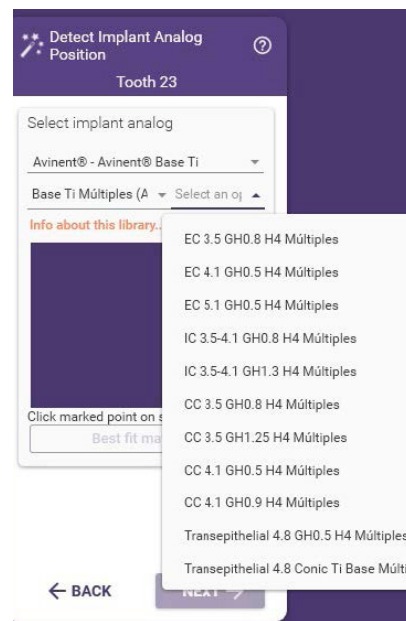 Detect Implant Analog
Position
Tooth 23
Select implant analog
Avinent® - Avinent® Base Ti
Base Ti Múltiples (A Select an
Info about this library..
EC 3.5 GH0.8 H4 Múltiples
EC 4.1 GH0.5 H4 Múltiples
EC 5.1 GH0.5 H4 Múltiples
IC 3.5-4.1 GH0.8 H4 Múltiples
IC 3.5-4.1 GH1.3 H4 Múltiples
CC 3.5 GH0.8 H4 Múltiples
Click marked point on
CC 3.5 GH1.25 H4 Múltiples
Best fit
CC 4.1 GH0.5 H4 Múltiples
CC 4.1 GH0.9 H4 Múltiples
Transepithelial 4.8 GH0.5 H4 Múltiples
Transepithelial 4.8 Conic Ti Base Múlti
BACK
NEXT